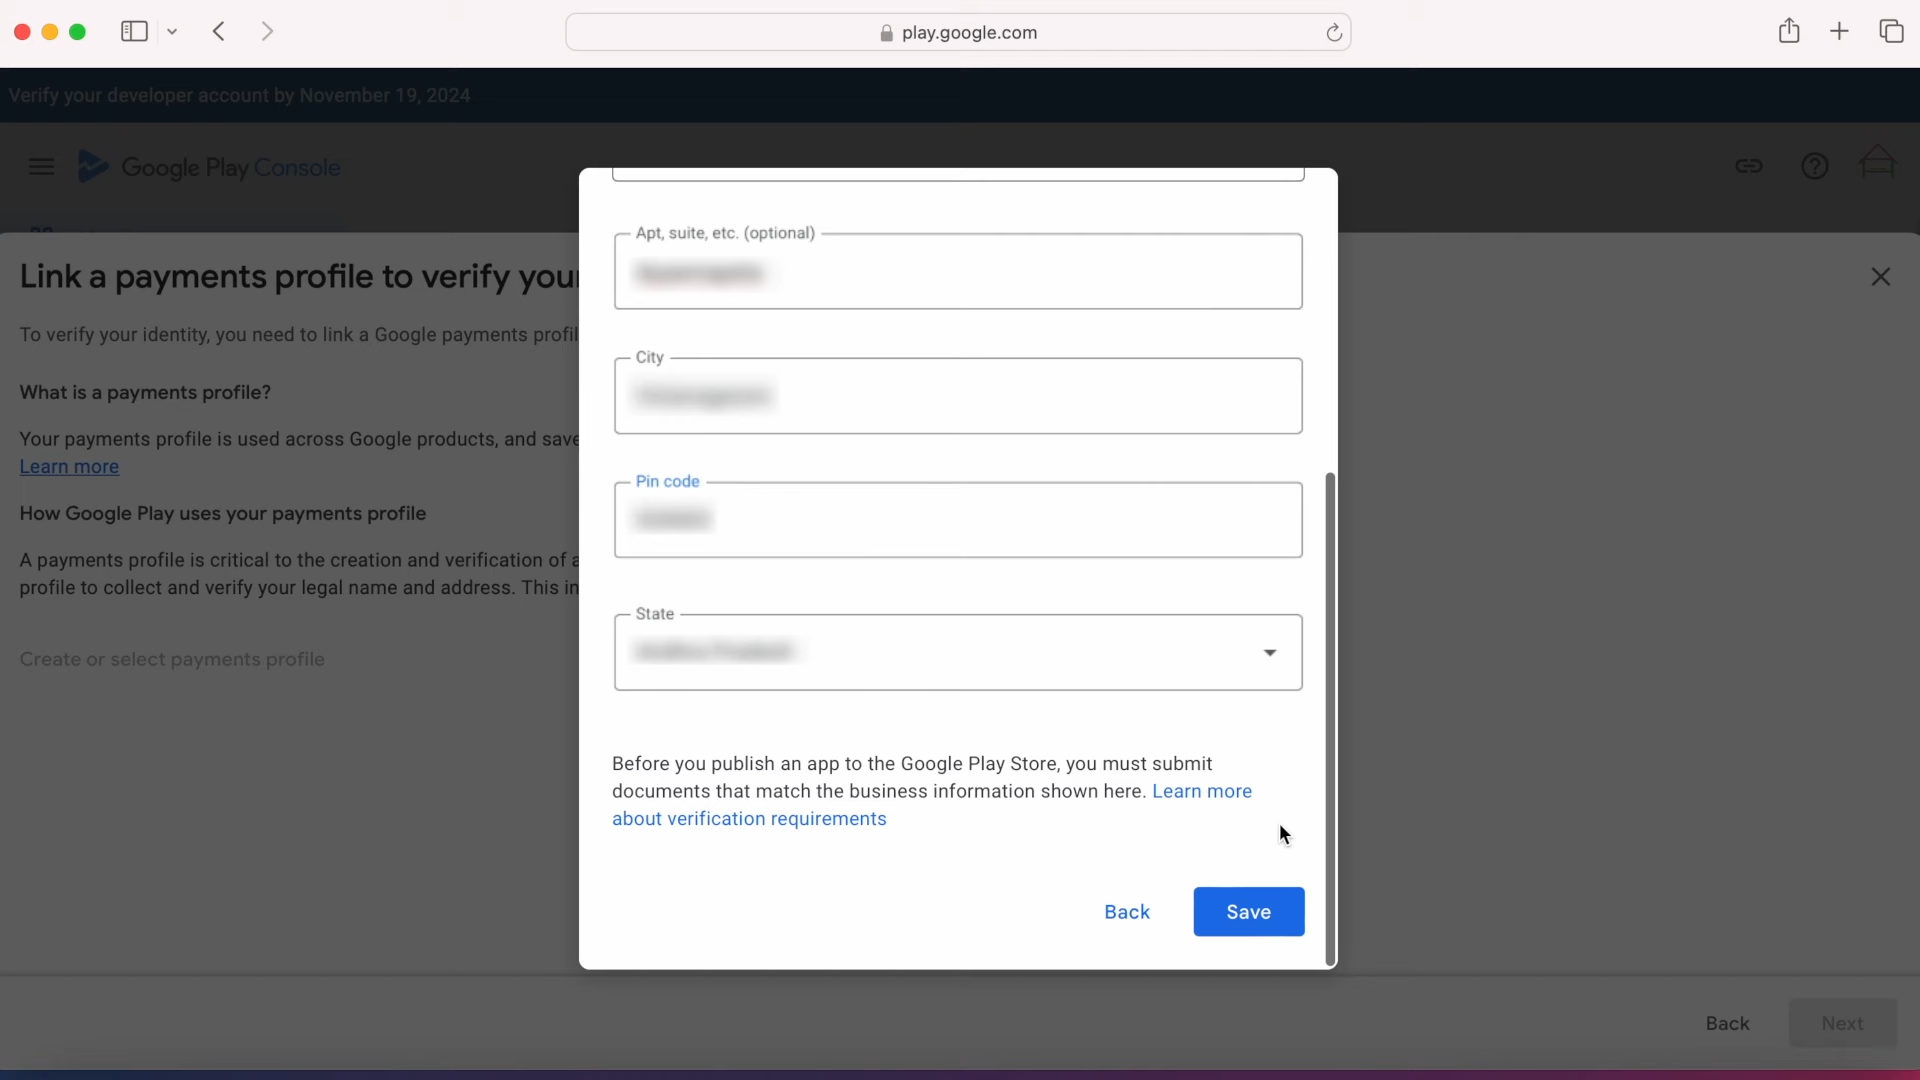 play.google.com
Verify your developer account by November 19, 2024
Google Play Console
Link a payments profile to verify you
To verify your identity, you need to link a Google payments profil
What is a payments profile?
Your payments profile is used across Google products, and save
Learn more
How Google Play uses your payments profile
A payments profile is critical to the creation and verification of a
profile to collect and verify your legal name and address. This in
Create or select payments profile
Apt, suite, etc. (optional)
City
Pin code
State
Before you publish an app to the Google Play Store, you must submit
documents that match the business information shown here. Learn more
about verification requirements
Back
Save
Back
Next